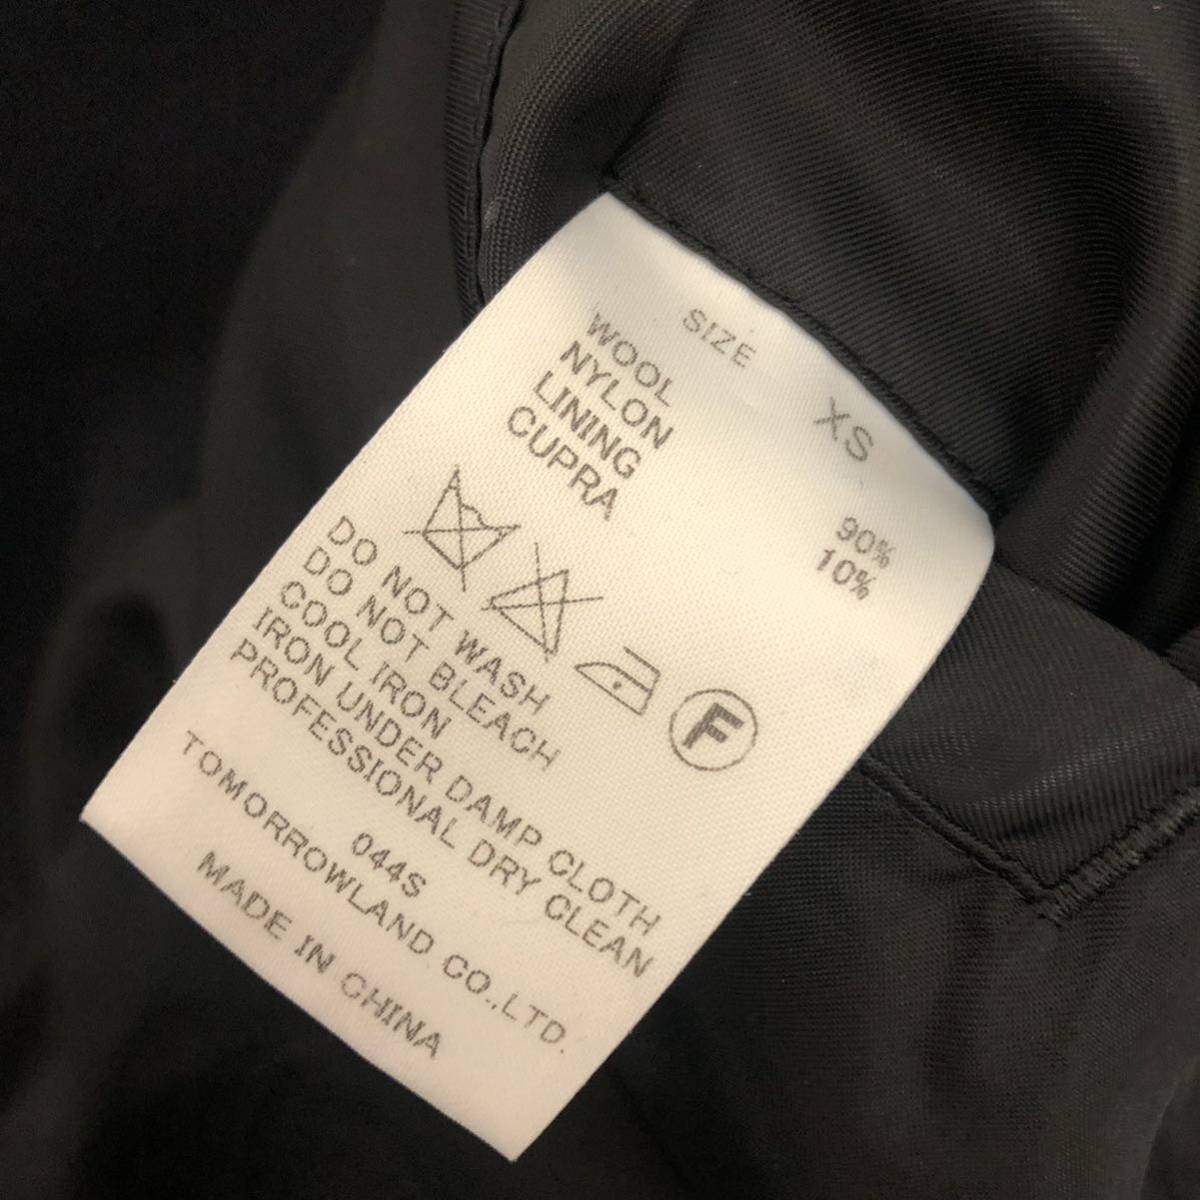 SIZE XS
WOOL 90%
NYLON 10%
LINING
CUPRA
F
DO NOT WASH
DO NOT BLEACH
COOL IRON
IRON UNDER DAMP CLOTH
PROFESSIONAL DRY CLEAN
044S
TOMORROWLAND CO.,LTD.
MADE IN CHINA